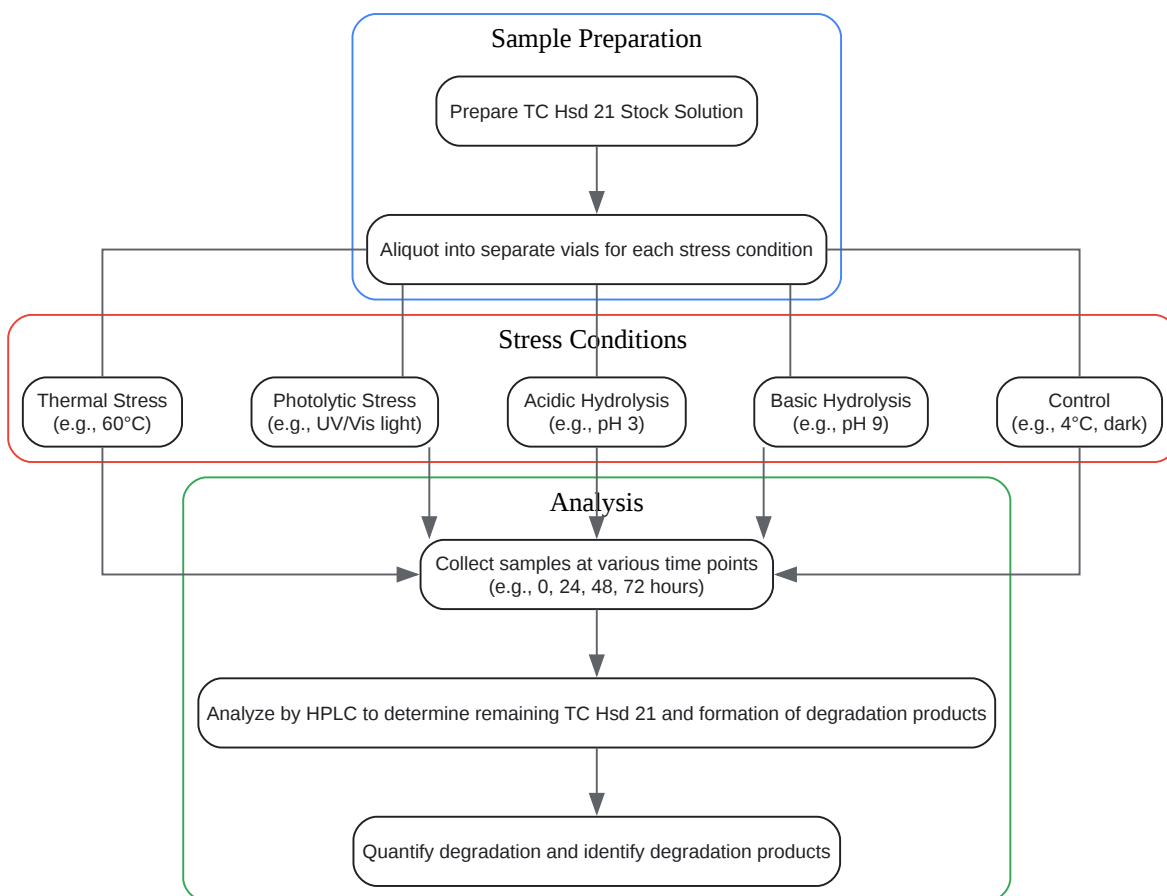 Sample Preparation
Prepare TC Hsd 21 Stock Solution
Aliquot into separate vials for each stress condition
Stress Conditions
Thermal Stress
(e.g., 60°C)
Photolytic Stress
(e.g., UV/Vis light)
Acidic Hydrolysis
(e.g., pH 3)
Basic Hydrolysis
(e.g., pH 9)
Control
(e.g., 4°C, dark)
Analysis
Collect samples at various time points
(e.g., 0, 24, 48, 72 hours)
Analyze by HPLC to determine remaining TC Hsd 21 and formation of degradation products
Quantify degradation and identify degradation products